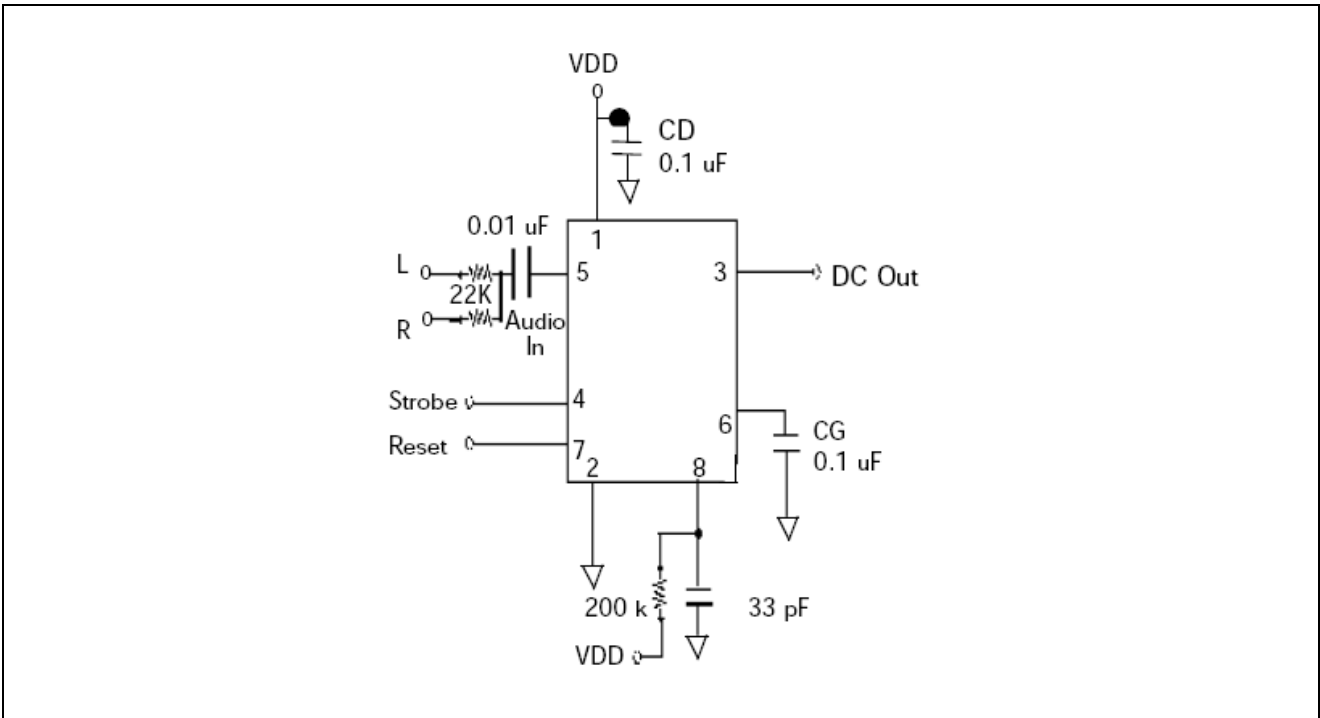 VDD
CD
0.1 uF
0.01 uF
1
L
5
3
DC Out
22K
R
Audio
In
Strobe
4
6
CG
0.1 uF
Reset
7
2
8
200 k
33 pF
VDD